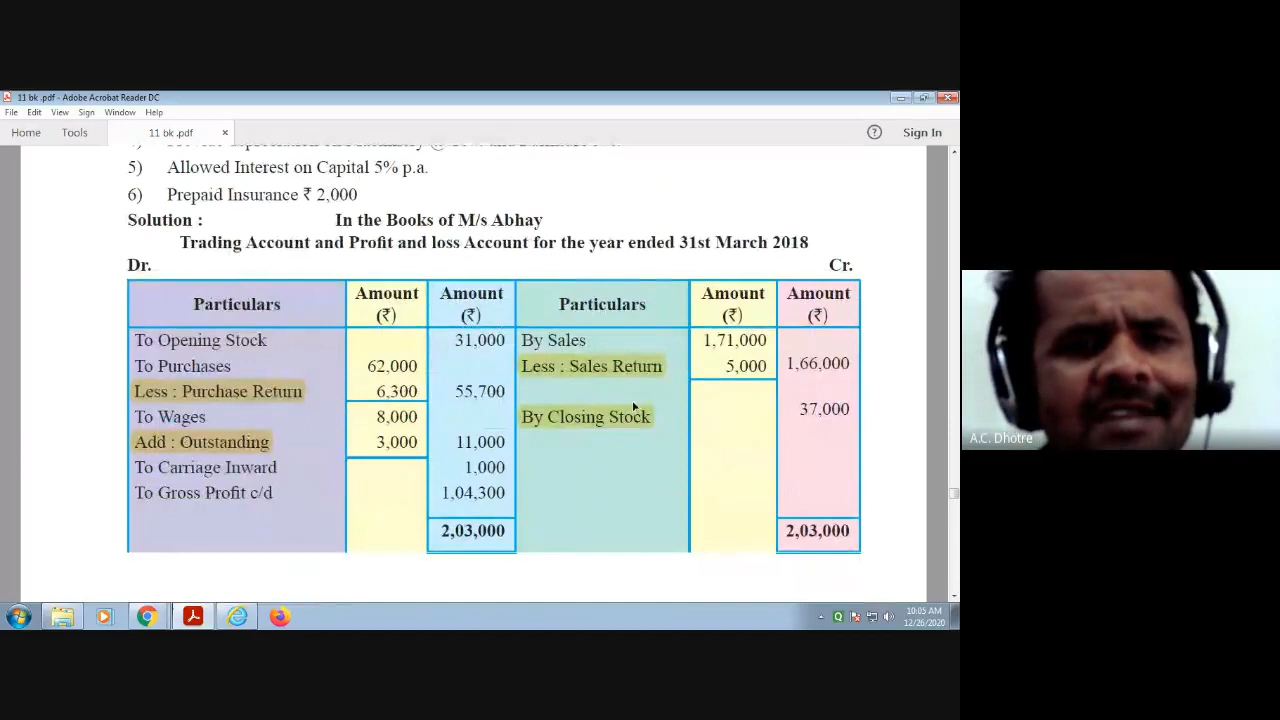 11 bk .pdf - Adobe Acrobat Reader DC
File Edit View Sign Window Help
Home Tools 11 bk .pdf × ? Sign In
5) Allowed Interest on Capital 5% p.a.
6) Prepaid Insurance ₹ 2,000
Solution : In the Books of M/s Abhay
Trading Account and Profit and loss Account for the year ended 31st March 2018
Dr. Cr.
Particulars Amount (₹) Amount (₹) Particulars Amount (₹) Amount (₹)
To Opening Stock 31,000 By Sales 1,71,000
To Purchases 62,000 Less : Sales Return 5,000 1,66,000
Less : Purchase Return 6,300 55,700
To Wages 8,000 By Closing Stock 37,000
Add : Outstanding 3,000 11,000
To Carriage Inward 1,000
To Gross Profit c/d 1,04,300
2,03,000 2,03,000
A.C. Dhotre
10:05 AM
12/26/2020